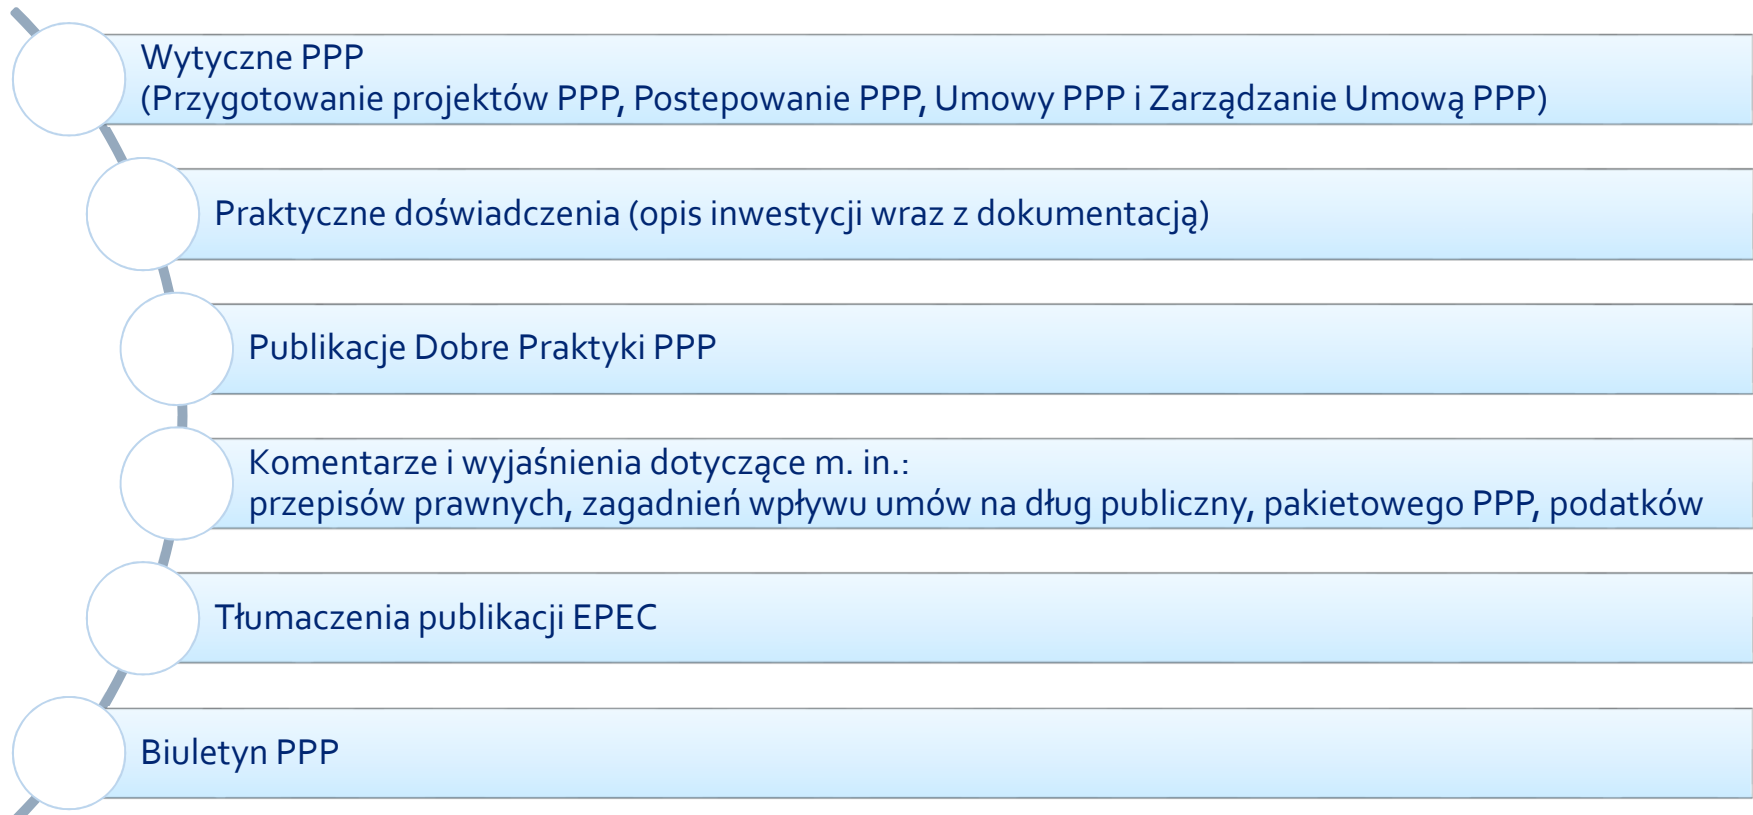 Wytyczne PPP
(Przygotowanie projektów PPP, Postepowanie PPP, Umowy PPP i Zarządzanie Umową PPP)
Praktyczne doświadczenia (opis inwestycji wraz z dokumentacją)
Publikacje Dobre Praktyki PPP
Komentarze i wyjaśnienia dotyczące m. in.:
przepisów prawnych, zagadnień wpływu umów na dług publiczny, pakietowego PPP, podatków
Tłumaczenia publikacji EPEC
Biuletyn PPP